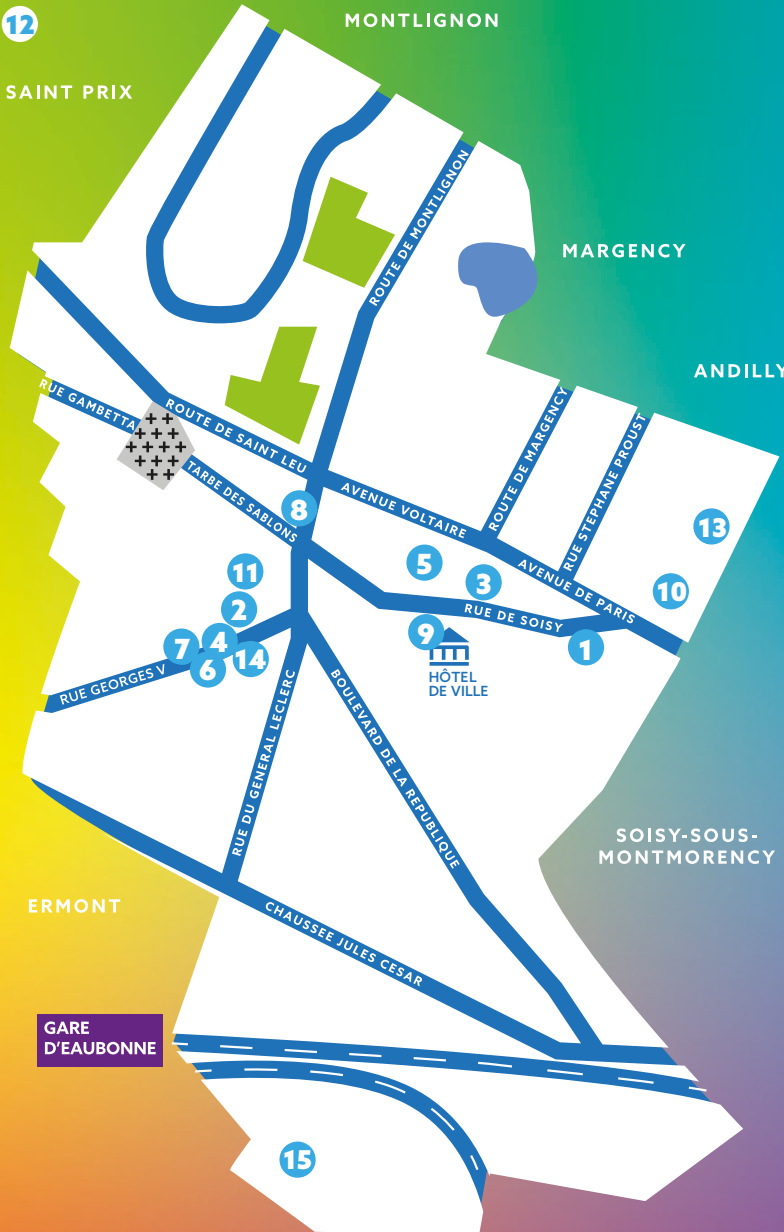 12
MONTLIGNON
SAINT PRIX
ROUTE DE MONTLIGNON
MARGENCY
ANDILLY
RUE GAMBETTA
ROUTE DE SAINT LEU
TARBE DES SABLONS
AVENUE VOLTAIRE
ROUTE DE MARGENCY
RUE STEPHANE PROUST
AVENUE DE PARIS
8
13
5
3
11
10
2
RUE DE SOISY
9
1
7
4
6
14
HÔTEL
DE VILLE
RUE GEORGES V
RUE DU GENERAL LECLERC
BOULEVARD DE LA REPUBLIQUE
SOISY-SOUS-
MONTMORENCY
ERMONT
CHAUSSEE JULES CESAR
GARE
D'EAUBONNE
15